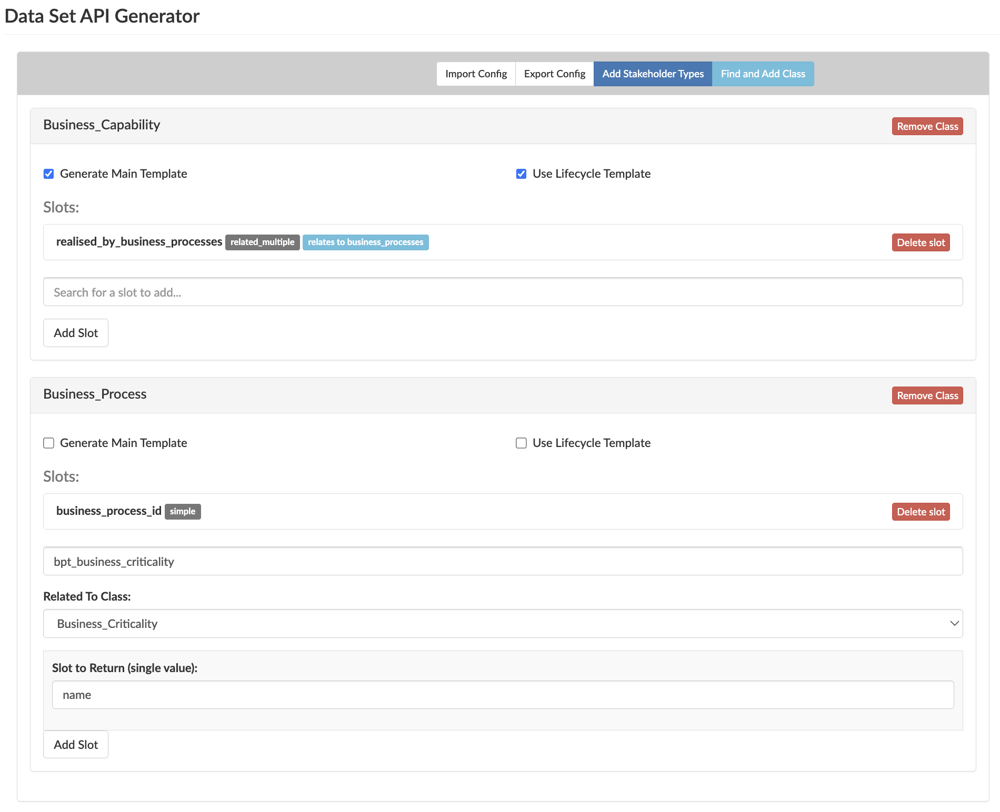 Data Set API Generator
Import Config Export Config Add Stakeholder Types Find and Add Class
Business_Capability Remove Class
Generate Main Template Use Lifecycle Template
Slots:
realised_by_business_processes related_multiple relates to business_processes Delete slot
Search for a slot to add...
Add Slot
Business_Process Remove Class
Generate Main Template Use Lifecycle Template
Slots:
business_process_id simple Delete slot
bpt_business_criticality
Related To Class:
Business_Criticality
Slot to Return (single value):
name
Add Slot